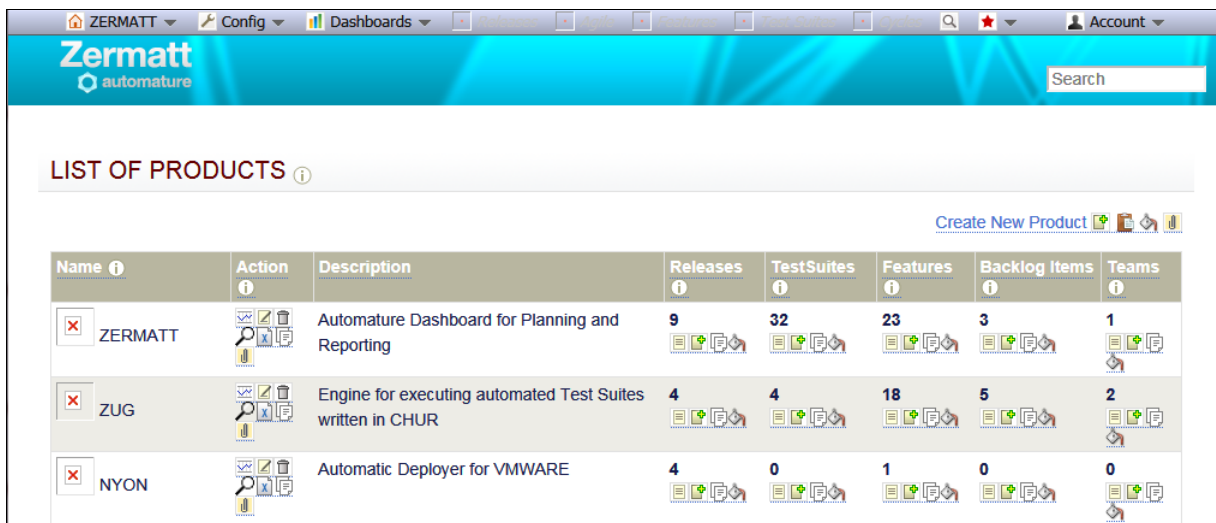 ZERMATT Config Dashboards Account
Zermatt
automature
Search
LIST OF PRODUCTS
Create New Product
Name Action Description Releases TestSuites Features Backlog Items Teams
ZERMATT Automature Dashboard for Planning and 9 32 23 3 1
Reporting
ZUG Engine for executing automated Test Suites 4 4 18 5 2
written in CHUR
NYON Automatic Deployer for VMWARE 4 0 1 0 0